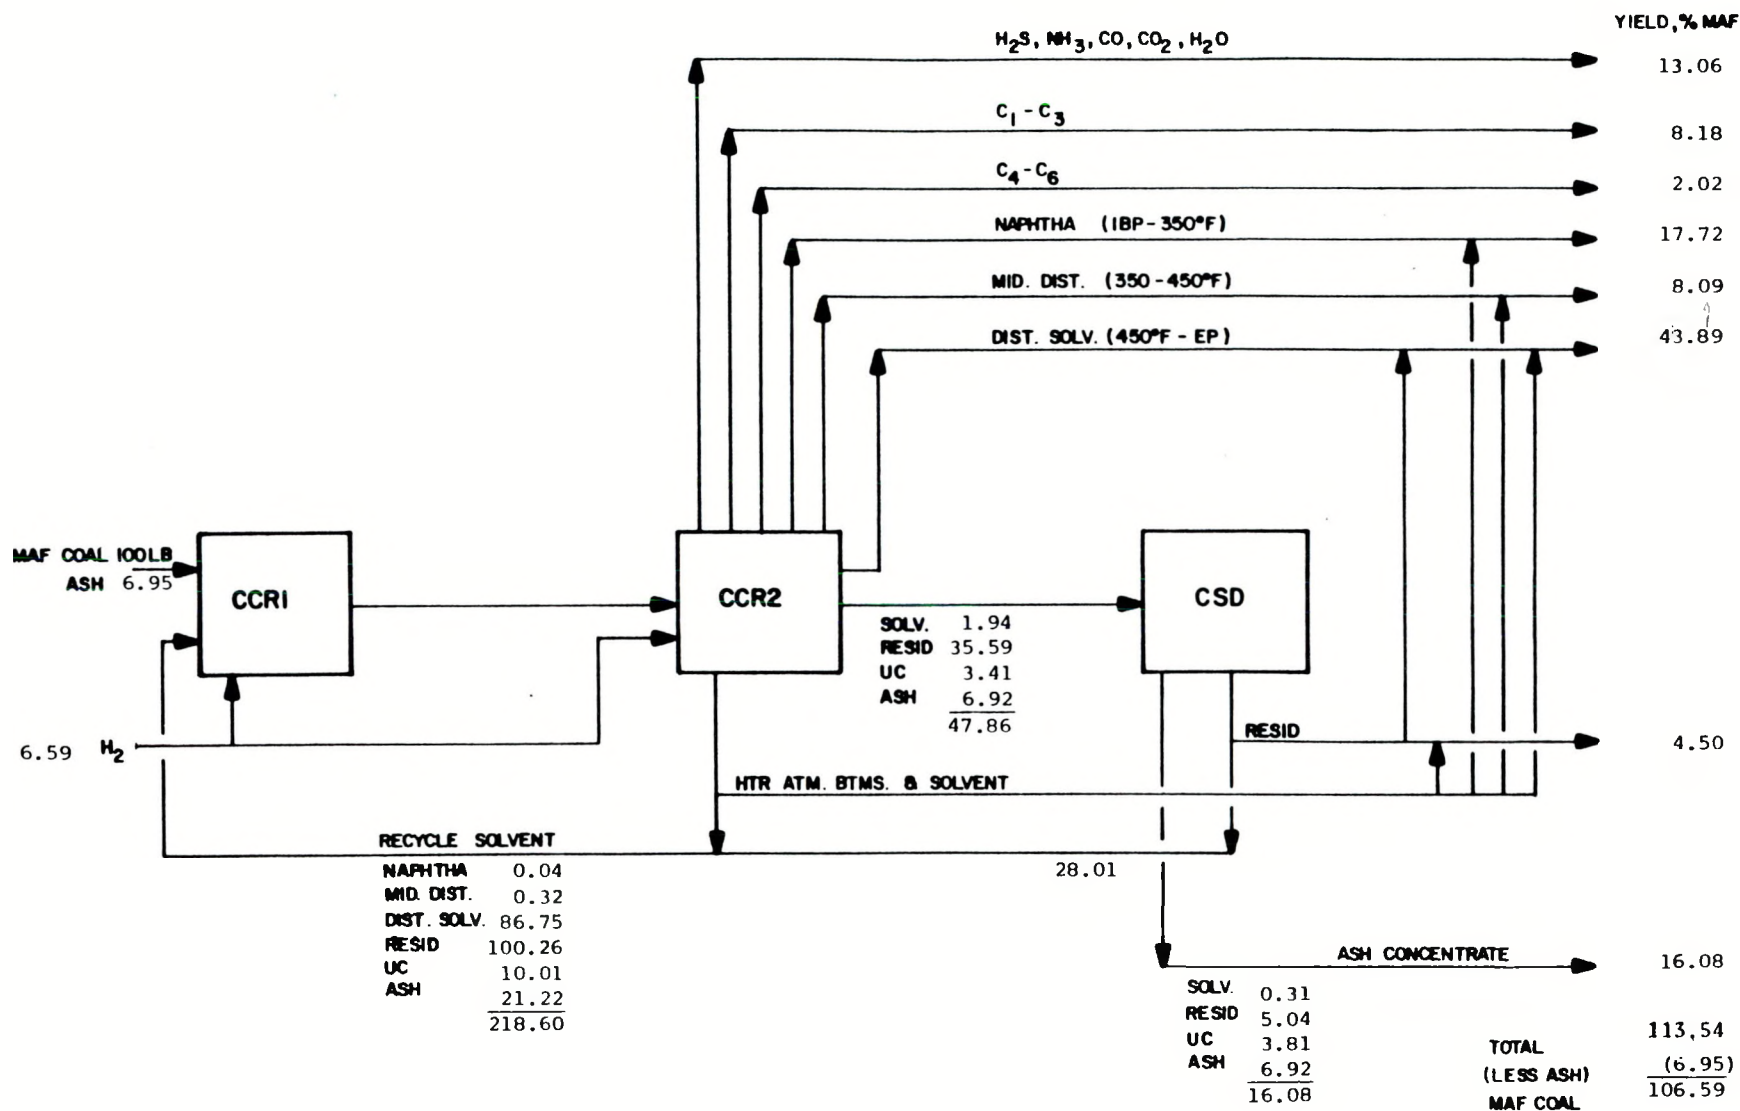 YIELD, % MAF
H2S, NH3, CO, CO2, H2O 13.06
C1 - C3 8.18
C4 - C6 2.02
NAPHTHA (IBP - 350°F) 17.72
MID. DIST. (350 - 450°F) 8.09
DIST. SOLV. (450°F - EP) 43.89
MAF COAL 100 LB
ASH 6.95
CCR1
CCR2
CSD
SOLV. 1.94
RESID 35.59
UC 3.41
ASH 6.92
47.86
6.59 H2
RESID 4.50
HTR ATM. BTMS. & SOLVENT
RECYCLE SOLVENT
NAPHTHA 0.04
MID. DIST. 0.32
DIST. SOLV. 86.75
RESID 100.26
UC 10.01
ASH 21.22
218.60
28.01
ASH CONCENTRATE 16.08
SOLV. 0.31
RESID 5.04
UC 3.81
ASH 6.92
16.08
TOTAL 113,54
(LESS ASH) (6.95)
MAF COAL 106.59